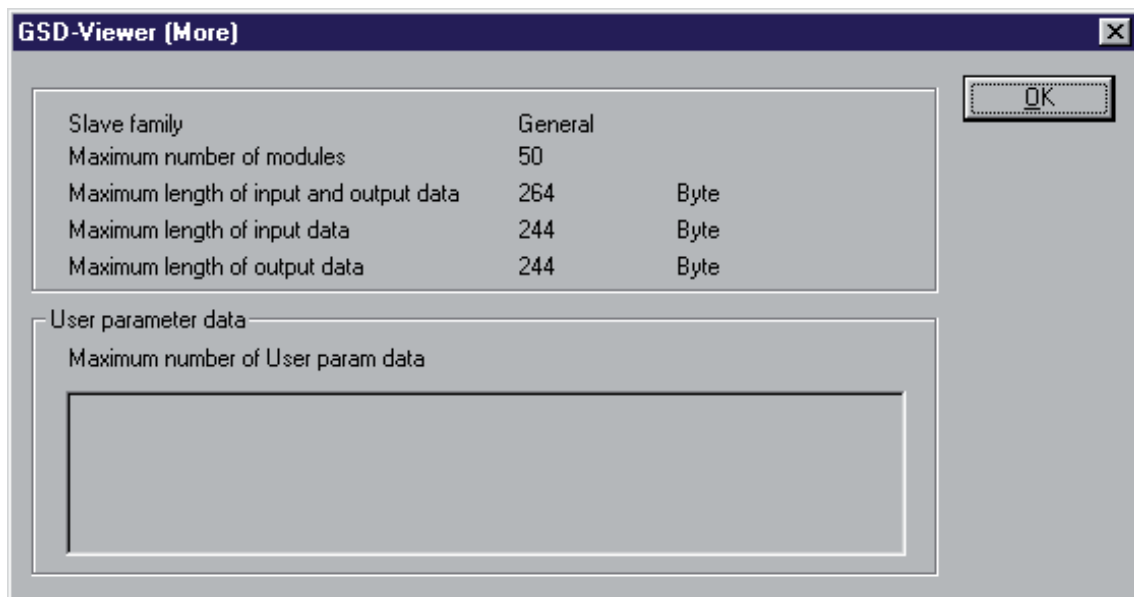 GSD-Viewer (More)
OK
Slave family General
Maximum number of modules 50
Maximum length of input and output data 264 Byte
Maximum length of input data 244 Byte
Maximum length of output data 244 Byte
User parameter data
Maximum number of User param data